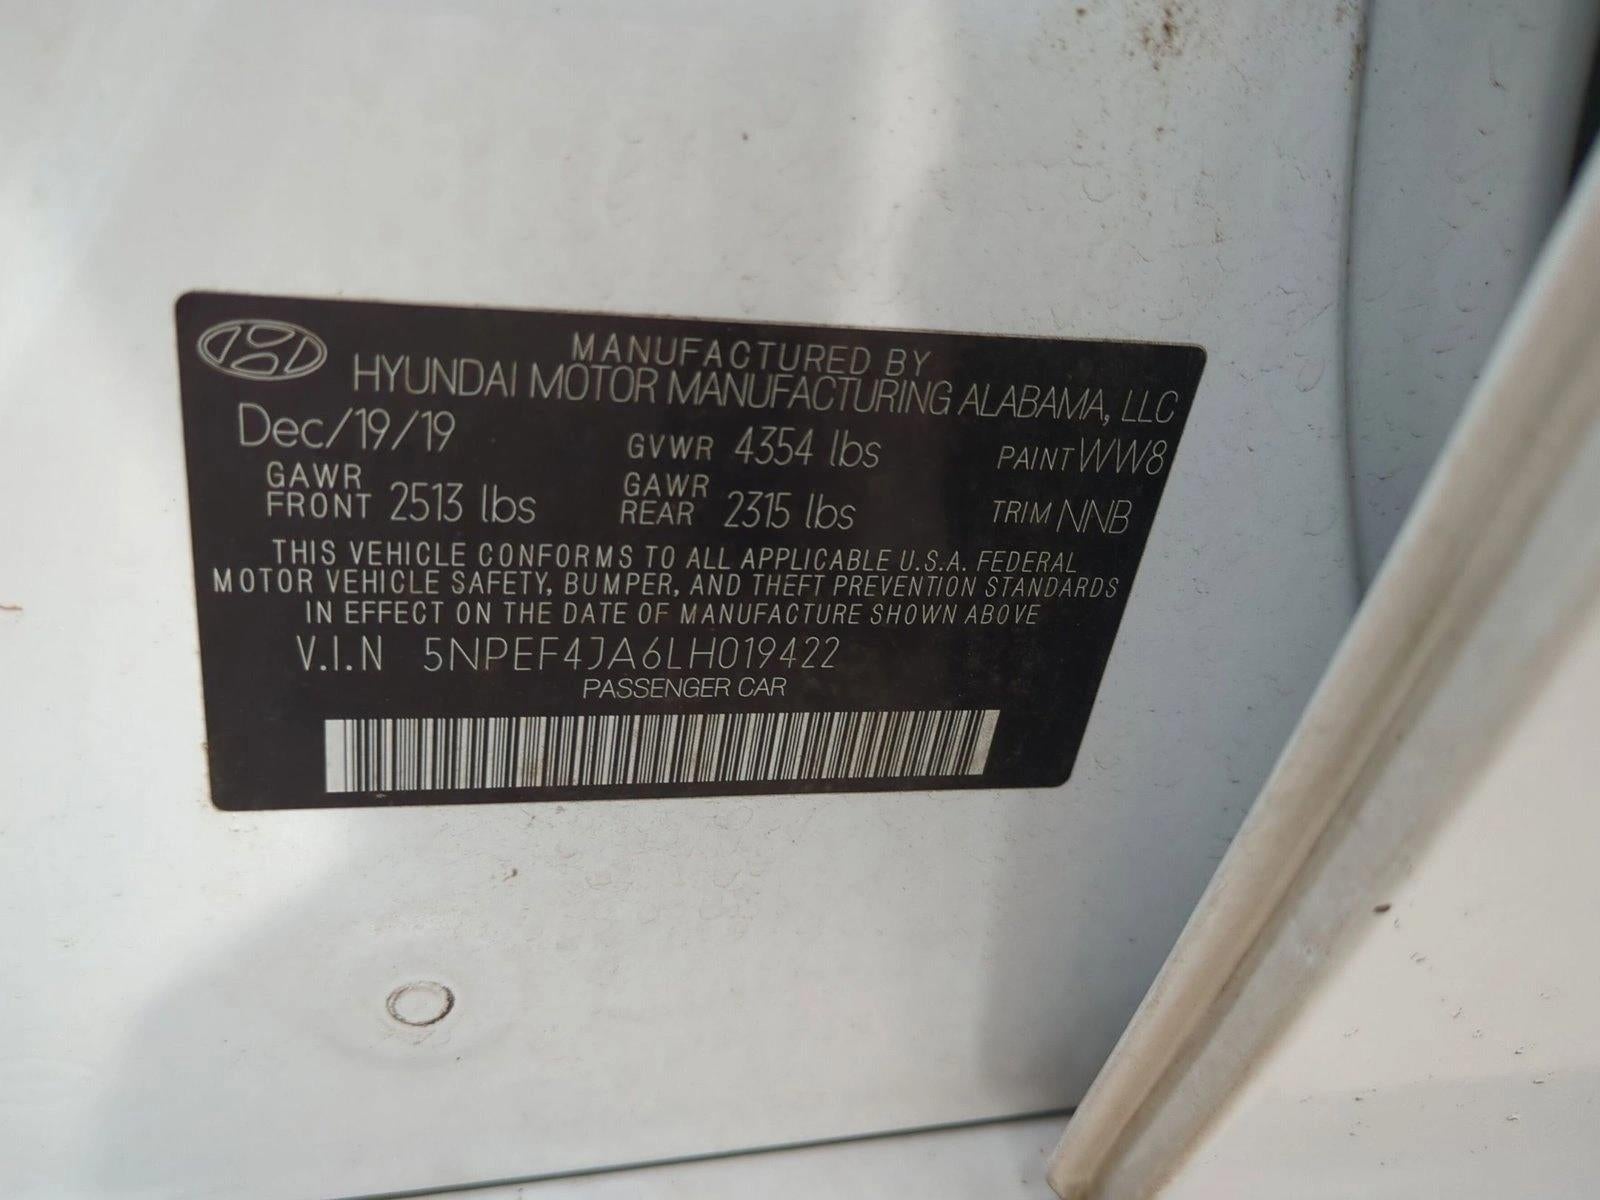 MANUFACTURED BY
HYUNDAI MOTOR MANUFACTURING ALABAMA, LLC
Dec/19/19 GVWR 4354 lbs PAINT WW8
GAWR FRONT 2513 lbs GAWR REAR 2315 lbs TRIM NNB
THIS VEHICLE CONFORMS TO ALL APPLICABLE U.S.A. FEDERAL
MOTOR VEHICLE SAFETY, BUMPER, AND THEFT PREVENTION STANDARDS
IN EFFECT ON THE DATE OF MANUFACTURE SHOWN ABOVE
V.I.N 5NPEF4JA6LH019422
PASSENGER CAR